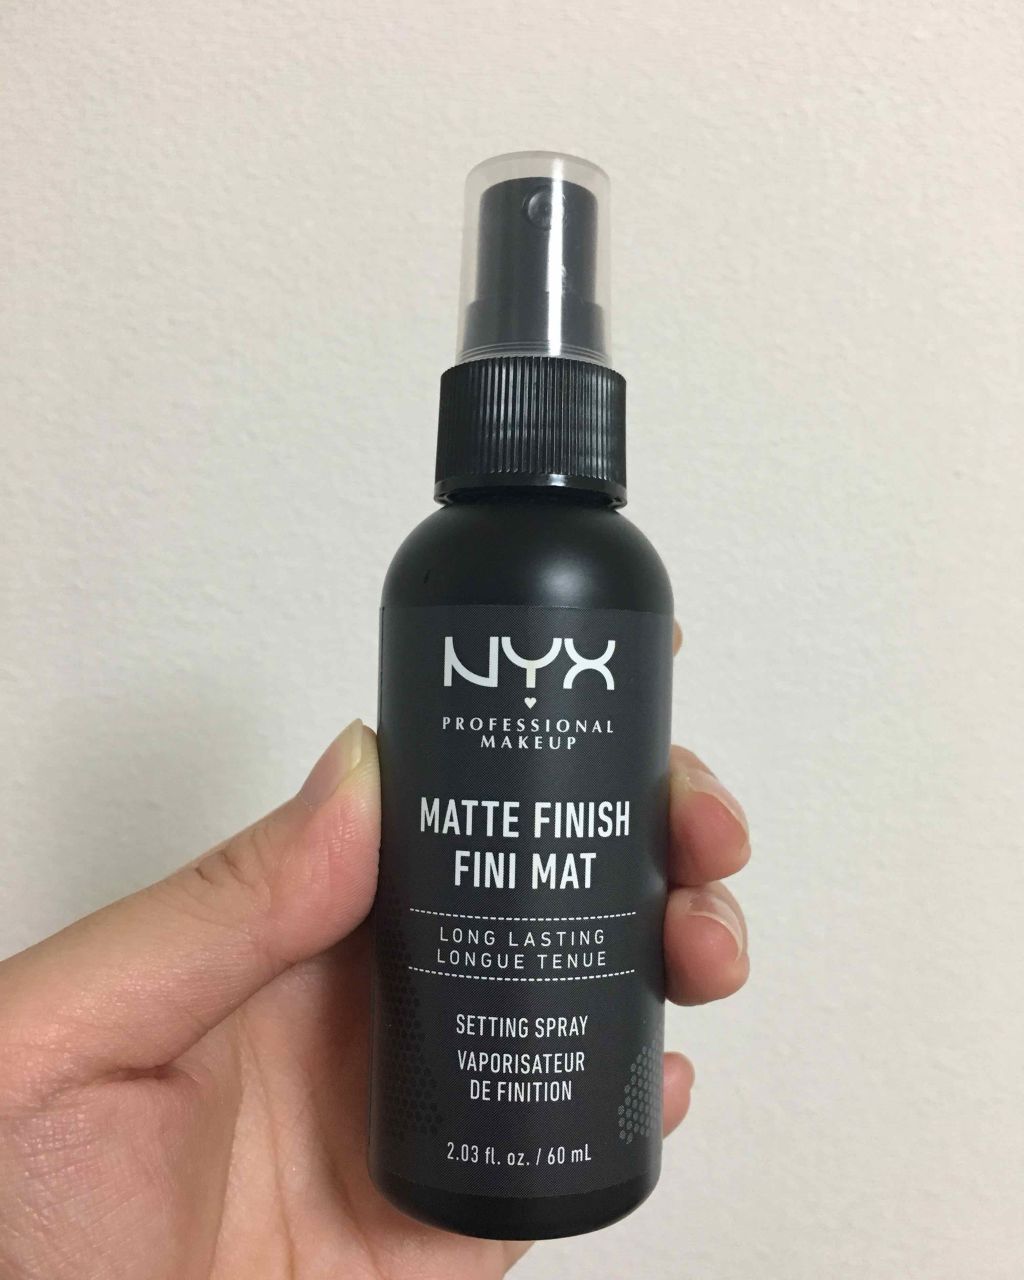 NYX
PROFESSIONAL
MAKEUP
MATTE FINISH
FINI MAT
LONG LASTING
LONGUE TENUE
SETTING SPRAY
VAPORISATEUR
DE FINITION
2.03 fl. oz. / 60 mL